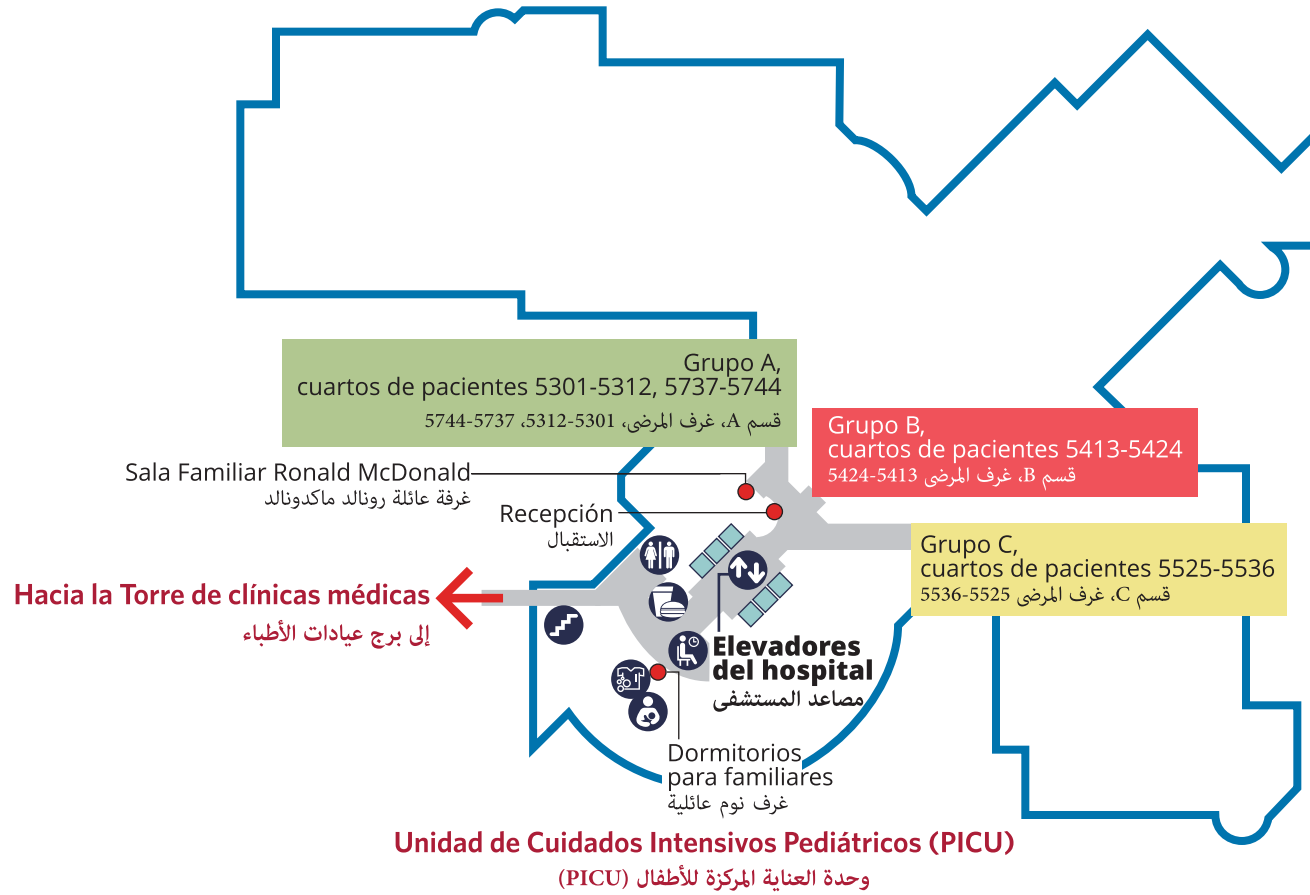 Grupo A,
cuartos de pacientes 5301-5312, 5737-5744
قسم A، غرف المرضى، 5301-5312، 5737-5744
Grupo B,
cuartos de pacientes 5413-5424
قسم B، غرف المرضى 5413-5424
Sala Familiar Ronald McDonald
غرفة عائلة رونالد ماكدونالد
Recepción
الاستقبال
Grupo C,
cuartos de pacientes 5525-5536
قسم C، غرف المرضى 5525-5536
Hacia la Torre de clínicas médicas
إلى برج عيادات الأطباء
Elevadores
del hospital
مصاعد المستشفى
Dormitorios
para familiares
غرف نوم عائلية
Unidad de Cuidados Intensivos Pediátricos (PICU)
وحدة العناية المركزة للأطفال (PICU)